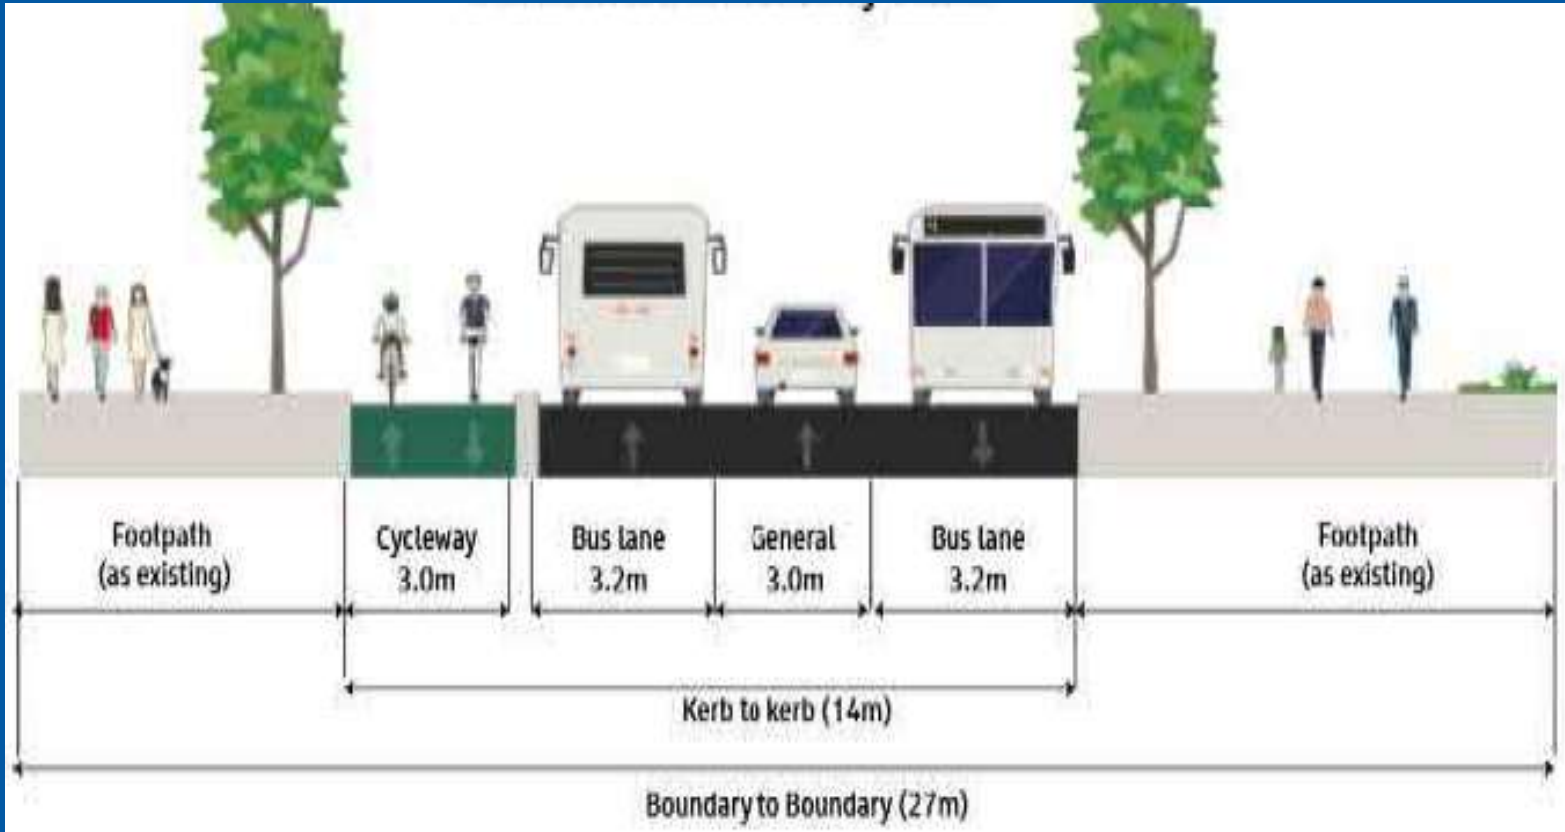 Footpath
(as existing)
Cycleway
3.0m
Bus lane
3.2m
General
3.0m
Bus lane
3.2m
Footpath
(as existing)
Kerb to kerb (14m)
Boundary to Boundary (27m)